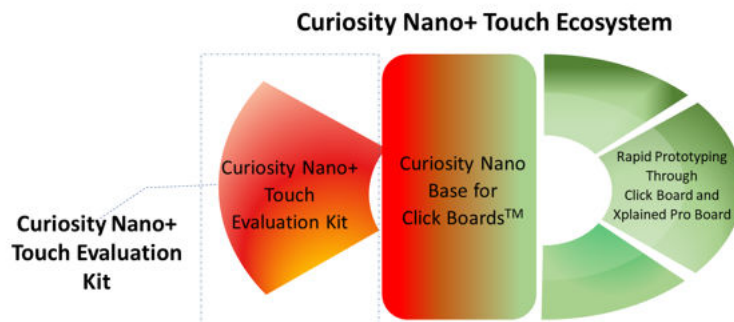 Curiosity Nano+ Touch Ecosystem
Curiosity Nano+
Touch
Evaluation Kit
Curiosity Nano
Base for
Click Boards™
Rapid Prototyping
Through
Click Board and
Xplained Pro Board
Curiosity Nano+
Touch Evaluation
Kit